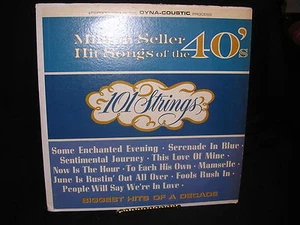 DYNA-COUSTIC
Million Seller
Hit Songs of the 40's
101 Strings
Some Enchanted Evening · Serenade In Blue ·
Sentimental Journey · This Love Of Mine ·
Now Is The Hour · To Each His Own · Mamselle ·
June Is Bustin' Out All Over · Fools Rush In ·
People Will Say We're In Love ·
BIGGEST HITS OF A DECADE